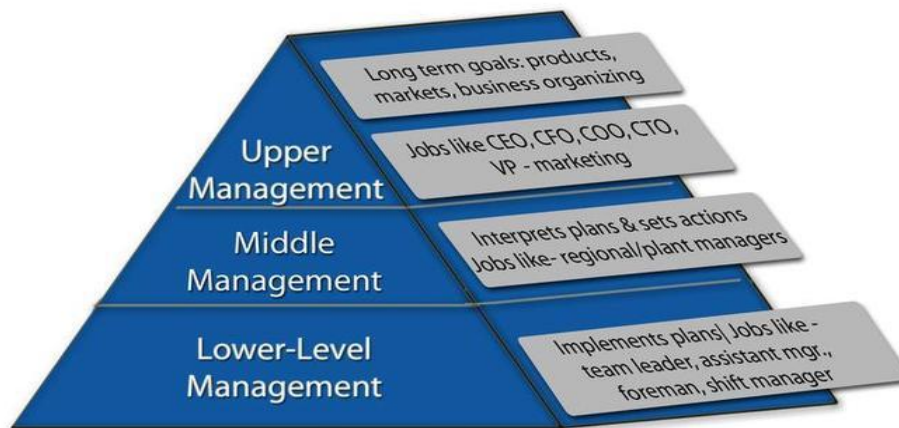 Long term goals: products,
markets, business organizing
Upper
Management
Jobs like CEO, CFO, COO, CTO,
VP - marketing
Middle
Management
Interprets plans & sets actions
Jobs like- regional/plant managers
Lower-Level
Management
Implements plans| Jobs like -
team leader, assistant mgr.,
foreman, shift manager